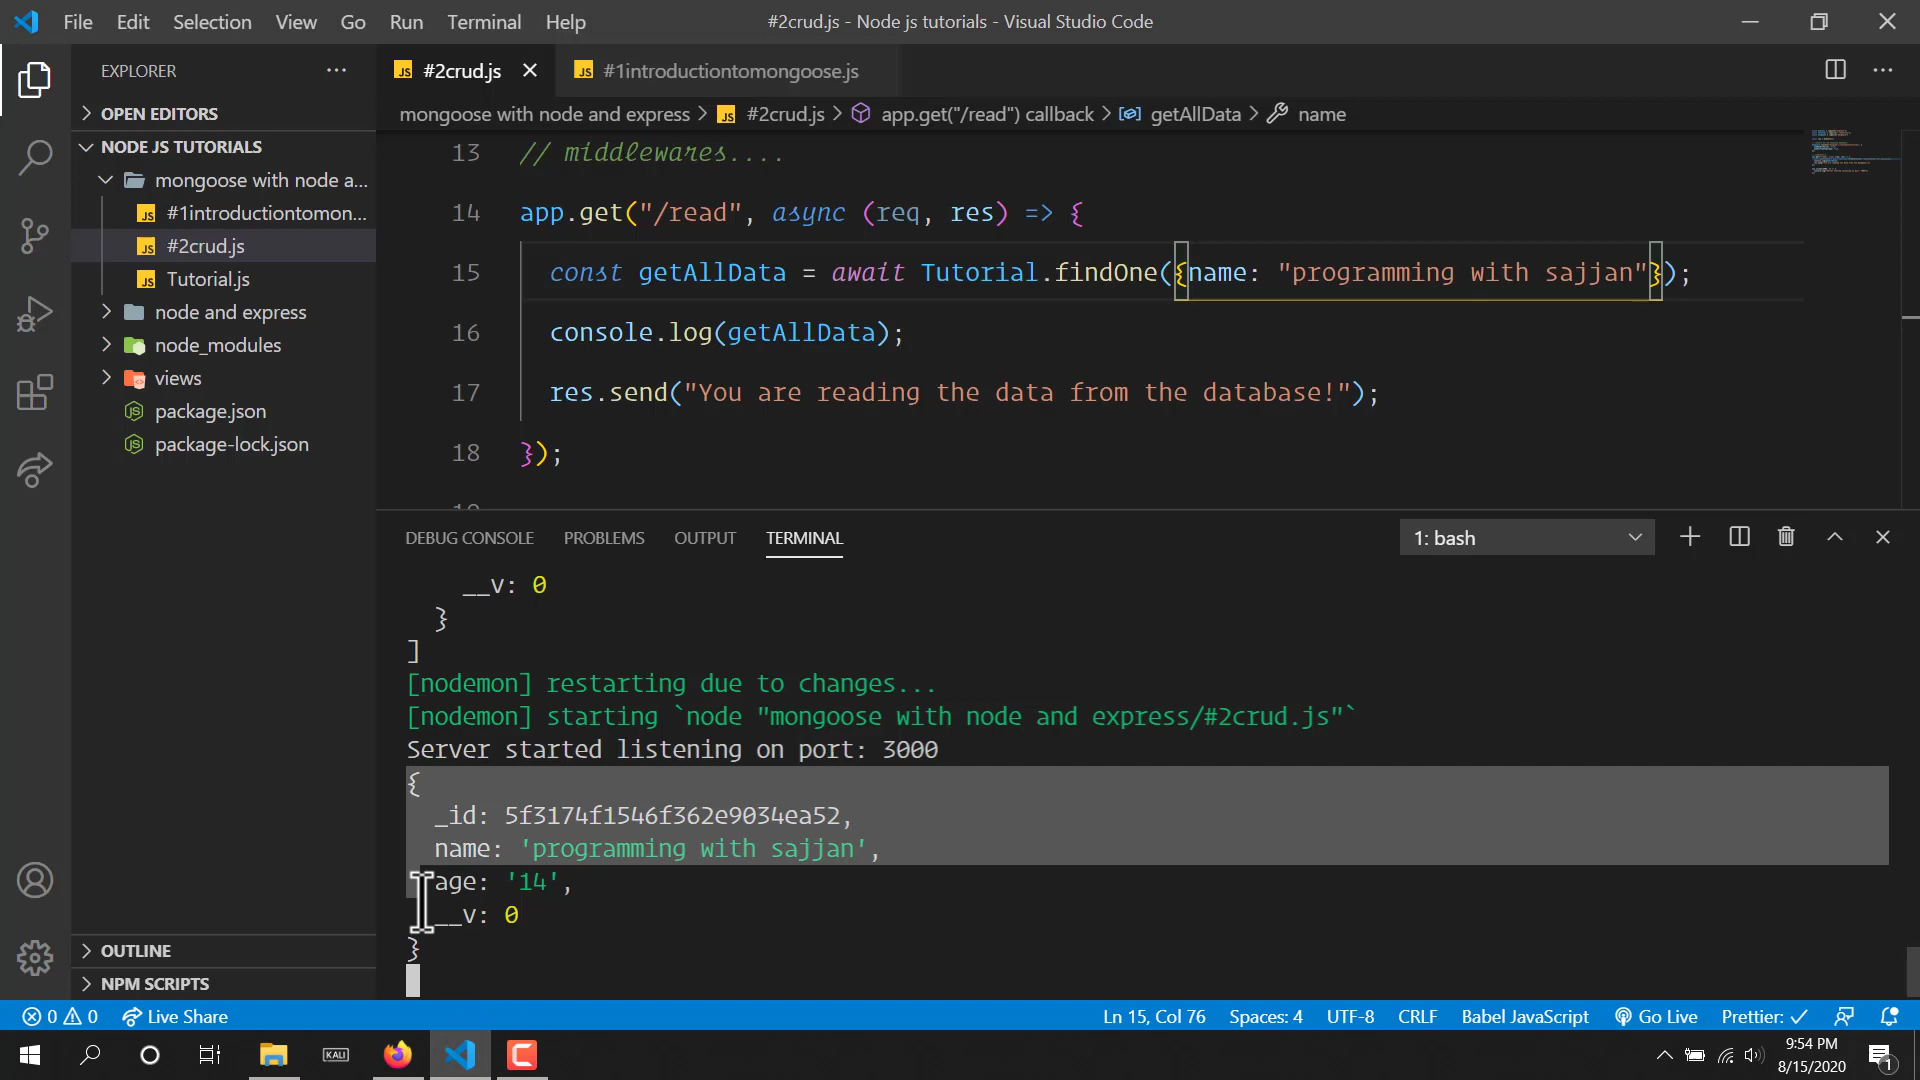 File Edit Selection View Go Run Terminal Help
#2crud.js - Node js tutorials - Visual Studio Code
EXPLORER
OPEN EDITORS
NODE JS TUTORIALS
mongoose with node a...
#1introductiontomon...
#2crud.js
Tutorial.js
node and express
node_modules
views
package.json
package-lock.json
OUTLINE
NPM SCRIPTS
#2crud.js
#1introductiontomongoose.js
mongoose with node and express > #2crud.js > app.get("/read") callback > getAllData > name
13 // middlewares....
14 app.get("/read", async (req, res) => {
15 const getAllData = await Tutorial.findOne({name: "programming with sajjan"});
16 console.log(getAllData);
17 res.send("You are reading the data from the database!");
18 });
DEBUG CONSOLE PROBLEMS OUTPUT TERMINAL
1: bash
__v: 0
}
]
[nodemon] restarting due to changes...
[nodemon] starting `node "mongoose with node and express/#2crud.js"`
Server started listening on port: 3000
{
_id: 5f3174f1546f362e9034ea52,
name: 'programming with sajjan',
age: '14',
__v: 0
}
0 0 Live Share
Ln 15, Col 76 Spaces: 4 UTF-8 CRLF Babel JavaScript Go Live Prettier: ✓
KALI
9:54 PM
8/15/2020
1